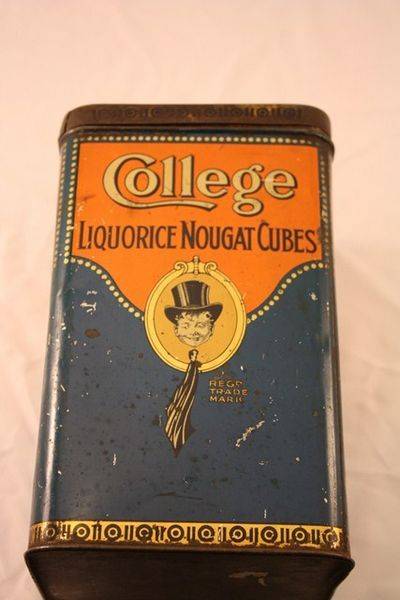 College
LIQUORICE NOUGAT CUBES
REGD
TRADE
MARK